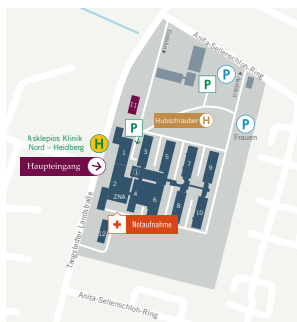 Anita-Sellenschloh-Ring
P
P
11
P
Hubschrauber H
P
Frauen
Asklepios Klinik
Nord – Heidberg
H
Haupteingang
1
3
5
7
9
i
2
ZNA
4
6
8
10
12
Notaufnahme
Tangstedter Landstraße
Anita-Sellenschloh-Ring